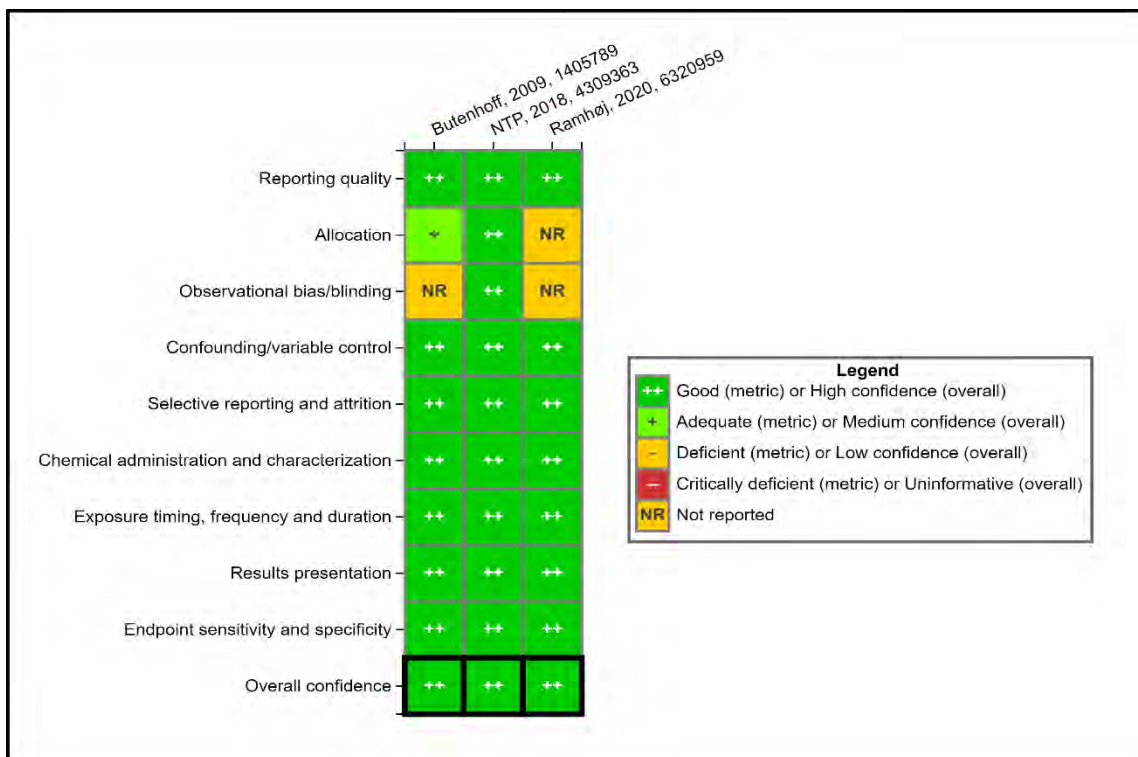 Butenhoff, 2009, 1405789
NTP, 2018, 4309363
Ramhøj, 2020, 6320959
Reporting quality ++ ++ ++
Allocation + ++ NR
Observational bias/blinding NR ++ NR
Confounding/variable control ++ ++ ++
Selective reporting and attrition ++ ++ ++
Chemical administration and characterization ++ ++ ++
Exposure timing, frequency and duration ++ ++ ++
Results presentation ++ ++ ++
Endpoint sensitivity and specificity ++ ++ ++
Overall confidence ++ ++ ++
Legend
++ Good (metric) or High confidence (overall)
+ Adequate (metric) or Medium confidence (overall)
- Deficient (metric) or Low confidence (overall)
-- Critically deficient (metric) or Uninformative (overall)
NR Not reported